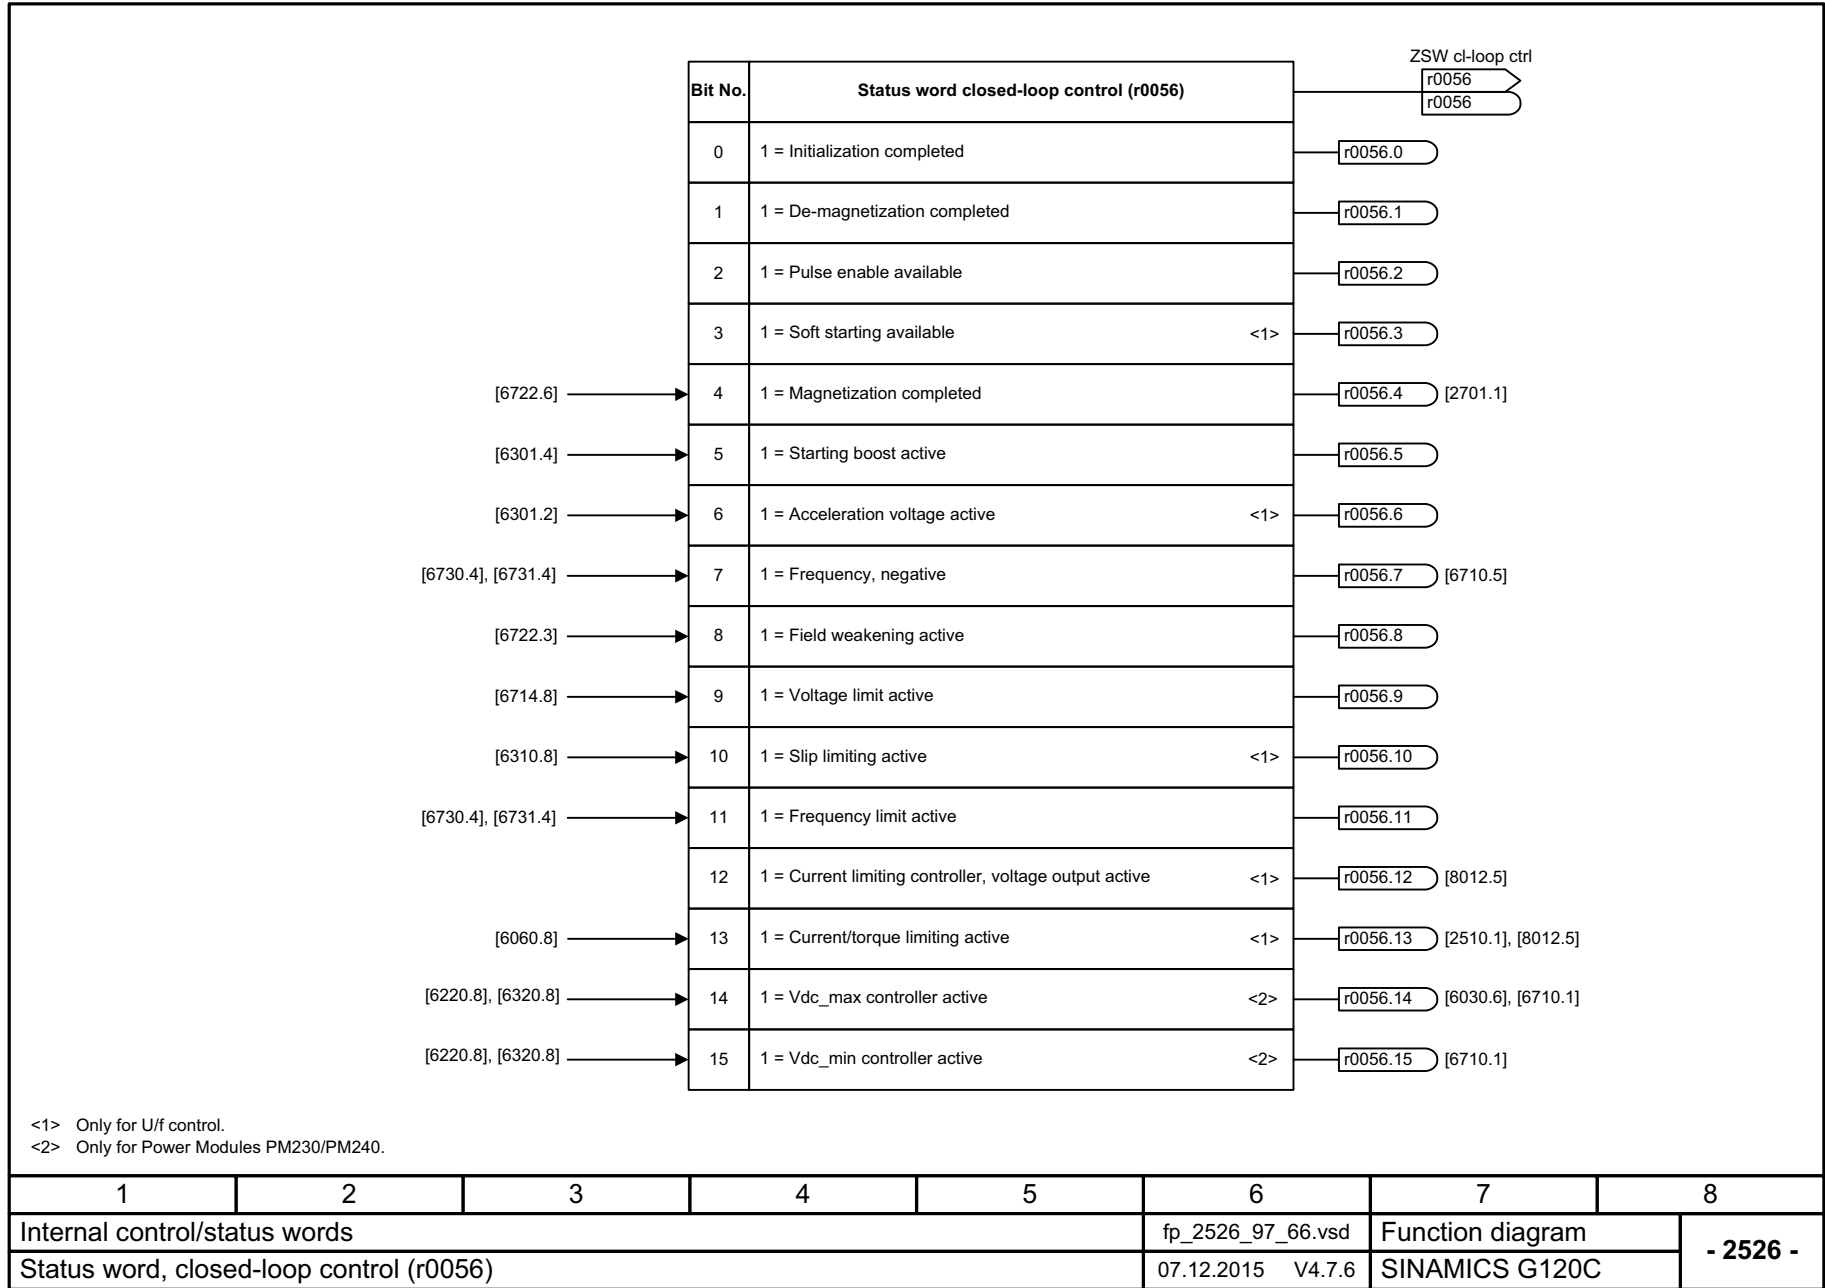 ZSW cl-loop ctrl
Bit No. Status word closed-loop control (r0056) r0056
r0056
0 1 = Initialization completed r0056.0
1 1 = De-magnetization completed r0056.1
2 1 = Pulse enable available r0056.2
3 1 = Soft starting available <1> r0056.3
[6722.6] 4 1 = Magnetization completed r0056.4 [2701.1]
[6301.4] 5 1 = Starting boost active r0056.5
[6301.2] 6 1 = Acceleration voltage active <1> r0056.6
[6730.4], [6731.4] 7 1 = Frequency, negative r0056.7 [6710.5]
[6722.3] 8 1 = Field weakening active r0056.8
[6714.8] 9 1 = Voltage limit active r0056.9
[6310.8] 10 1 = Slip limiting active <1> r0056.10
[6730.4], [6731.4] 11 1 = Frequency limit active r0056.11
12 1 = Current limiting controller, voltage output active <1> r0056.12 [8012.5]
[6060.8] 13 1 = Current/torque limiting active <1> r0056.13 [2510.1], [8012.5]
[6220.8], [6320.8] 14 1 = Vdc_max controller active <2> r0056.14 [6030.6], [6710.1]
[6220.8], [6320.8] 15 1 = Vdc_min controller active <2> r0056.15 [6710.1]
<1> Only for U/f control.
<2> Only for Power Modules PM230/PM240.
1 2 3 4 5 6 7 8
Internal control/status words fp_2526_97_66.vsd Function diagram - 2526 -
Status word, closed-loop control (r0056) 07.12.2015 V4.7.6 SINAMICS G120C